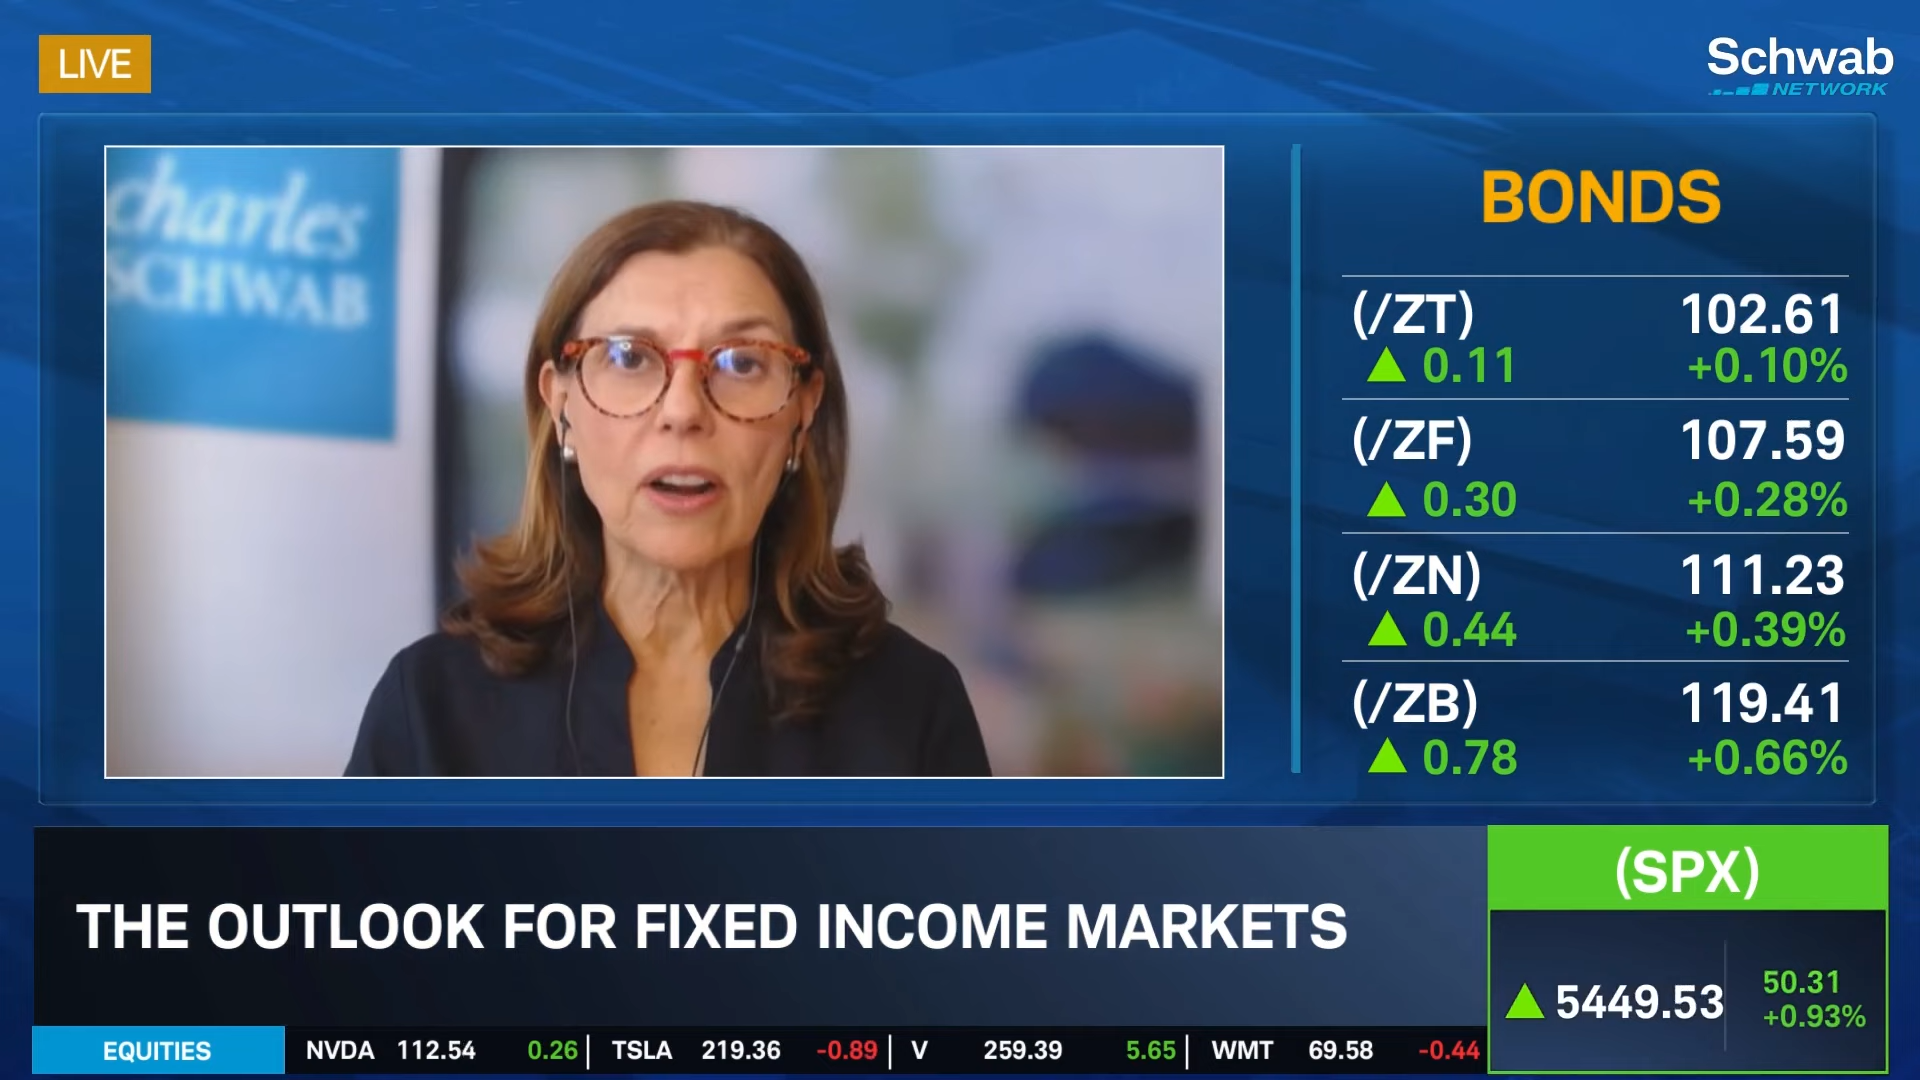 LIVE
Schwab
NETWORK
charles
SCHWAB
BONDS
(/ZT) 102.61
▲ 0.11 +0.10%
(/ZF) 107.59
▲ 0.30 +0.28%
(/ZN) 111.23
▲ 0.44 +0.39%
(/ZB) 119.41
▲ 0.78 +0.66%
THE OUTLOOK FOR FIXED INCOME MARKETS
(SPX)
▲ 5449.53
50.31
+0.93%
EQUITIES NVDA 112.54 0.26 | TSLA 219.36 -0.89 | V 259.39 5.65 | WMT 69.58 -0.44